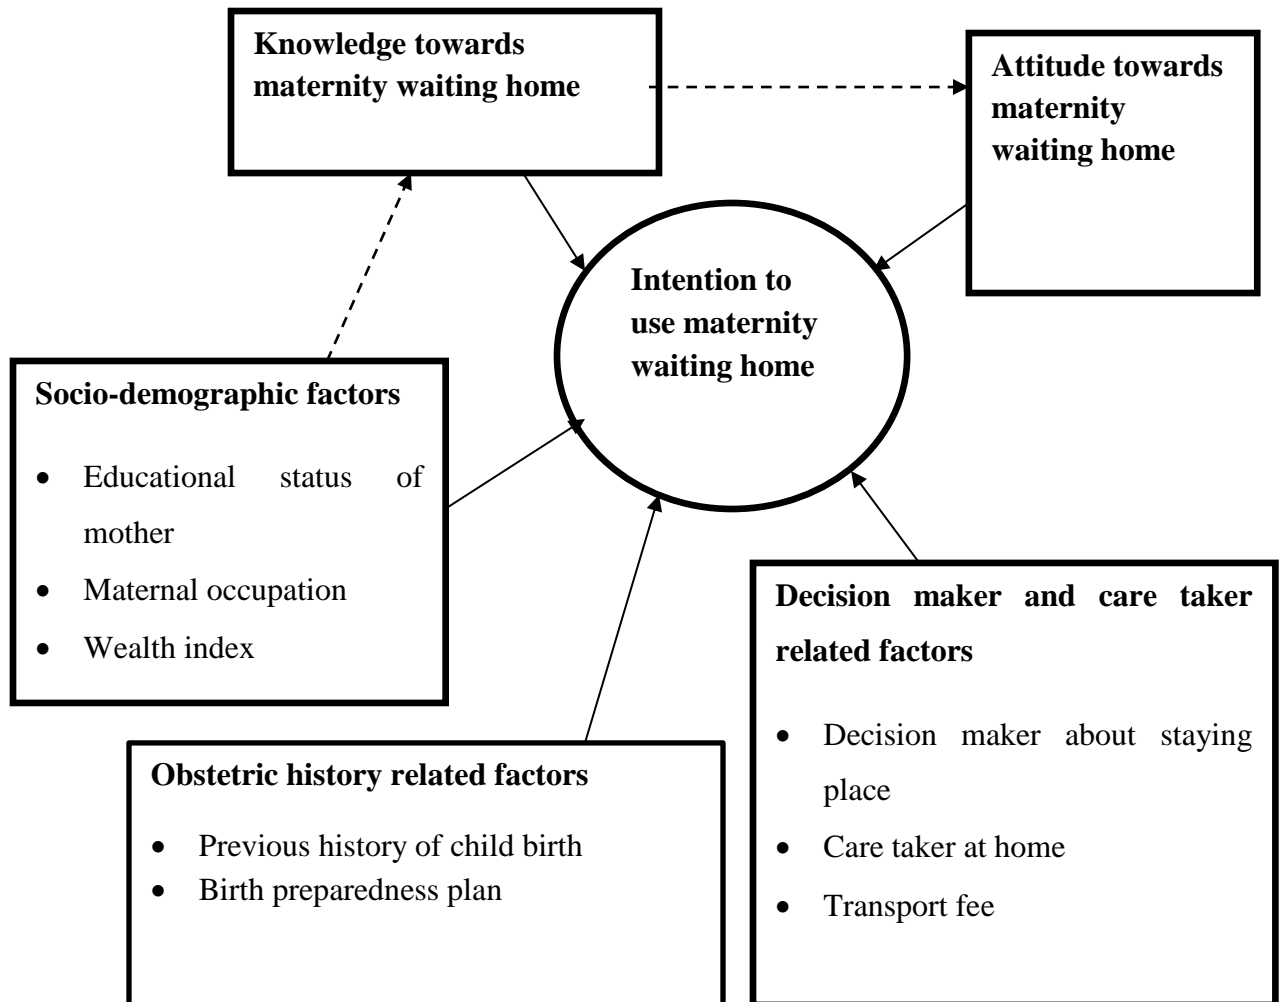 Knowledge towards
maternity waiting home
Attitude towards
maternity
waiting home
Intention to
use maternity
waiting home
Socio-demographic factors
• Educational status of
mother
• Maternal occupation
• Wealth index
Decision maker and care taker
related factors
• Decision maker about staying
place
• Care taker at home
• Transport fee
Obstetric history related factors
• Previous history of child birth
• Birth preparedness plan